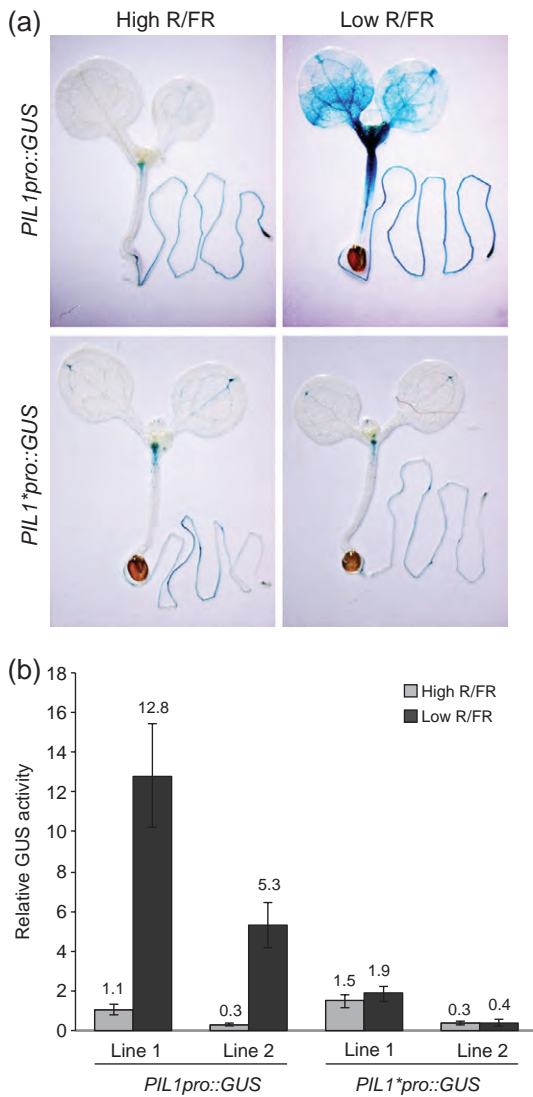 (a)
High R/FR
Low R/FR
PIL1pro::GUS
PIL1*pro::GUS
(b)
Relative GUS activity
18
16
14
12
10
8
6
4
2
0
High R/FR
Low R/FR
12.8
1.1
5.3
0.3
1.5
1.9
0.3
0.4
Line 1
Line 2
Line 1
Line 2
PIL1pro::GUS
PIL1*pro::GUS